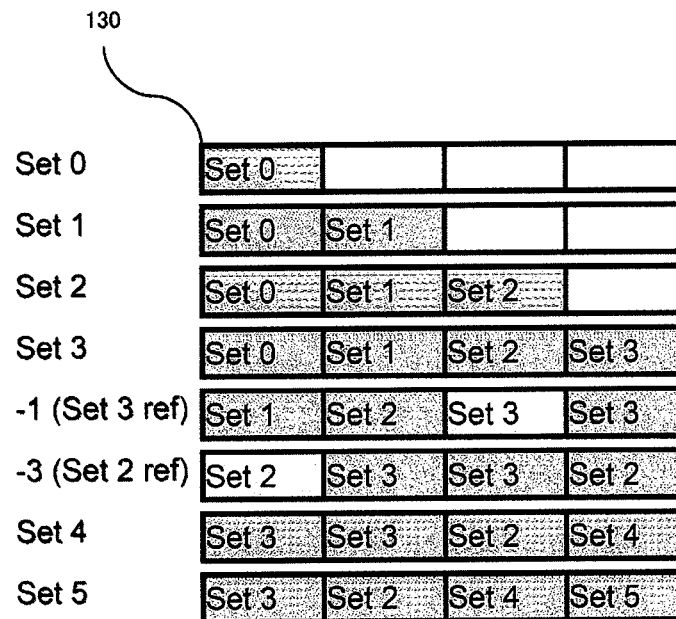 130
Set 0 Set 0
Set 1 Set 0 Set 1
Set 2 Set 0 Set 1 Set 2
Set 3 Set 0 Set 1 Set 2 Set 3
-1 (Set 3 ref) Set 1 Set 2 Set 3 Set 3
-3 (Set 2 ref) Set 2 Set 3 Set 3 Set 2
Set 4 Set 3 Set 3 Set 2 Set 4
Set 5 Set 3 Set 2 Set 4 Set 5